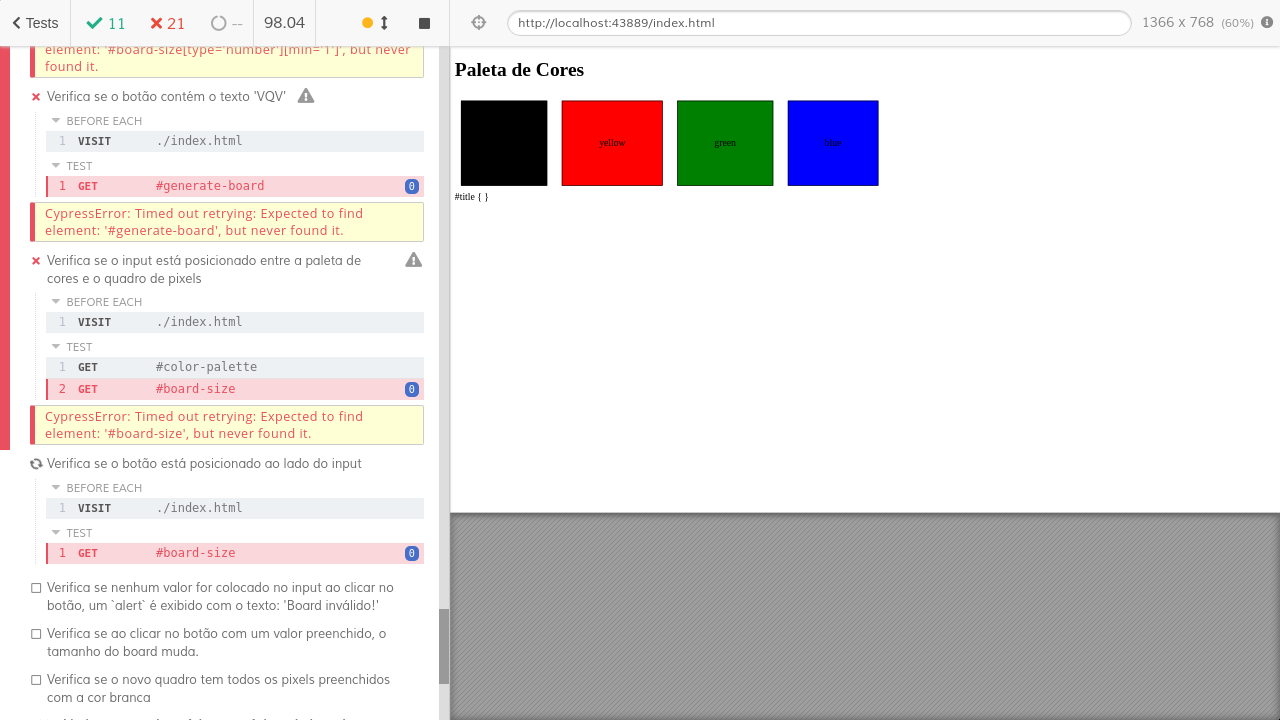 Tests
11
21
--
98.04
http://localhost:43889/index.html
1366 x 768 (60%)
element: '#board-size[type='number'][min='1']', but never
found it.
Verifica se o botão contém o texto 'VQV'
BEFORE EACH
1 VISIT ./index.html
TEST
1 GET #generate-board 0
CypressError: Timed out retrying: Expected to find
element: '#generate-board', but never found it.
Verifica se o input está posicionado entre a paleta de
cores e o quadro de pixels
BEFORE EACH
1 VISIT ./index.html
TEST
1 GET #color-palette
2 GET #board-size 0
CypressError: Timed out retrying: Expected to find
element: '#board-size', but never found it.
Verifica se o botão está posicionado ao lado do input
BEFORE EACH
1 VISIT ./index.html
TEST
1 GET #board-size 0
Verifica se nenhum valor for colocado no input ao clicar no
botão, um `alert` é exibido com o texto: 'Board inválido!'
Verifica se ao clicar no botão com um valor preenchido, o
tamanho do board muda.
Verifica se o novo quadro tem todos os pixels preenchidos
com a cor branca
Paleta de Cores
yellow
green
blue
#title { }